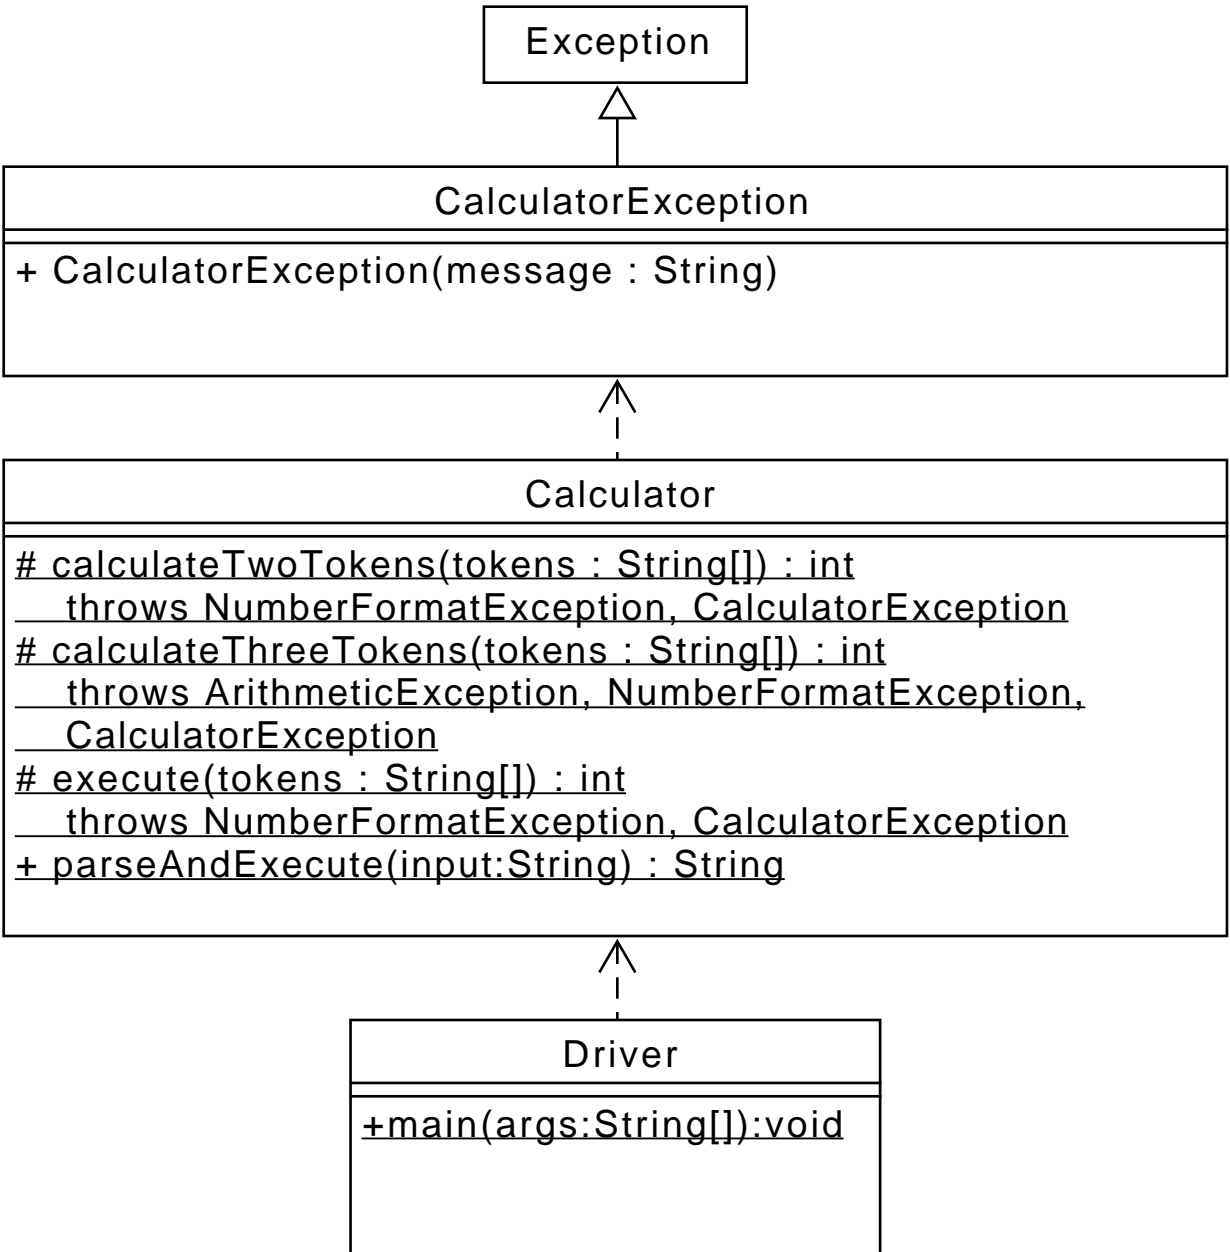 Exception
CalculatorException
+ CalculatorException(message : String)
Calculator
# calculateTwoTokens(tokens : String[]) : int
throws NumberFormatException, CalculatorException
# calculateThreeTokens(tokens : String[]) : int
throws ArithmeticException, NumberFormatException,
CalculatorException
# execute(tokens : String[]) : int
throws NumberFormatException, CalculatorException
+ parseAndExecute(input:String) : String
Driver
+main(args:String[]):void